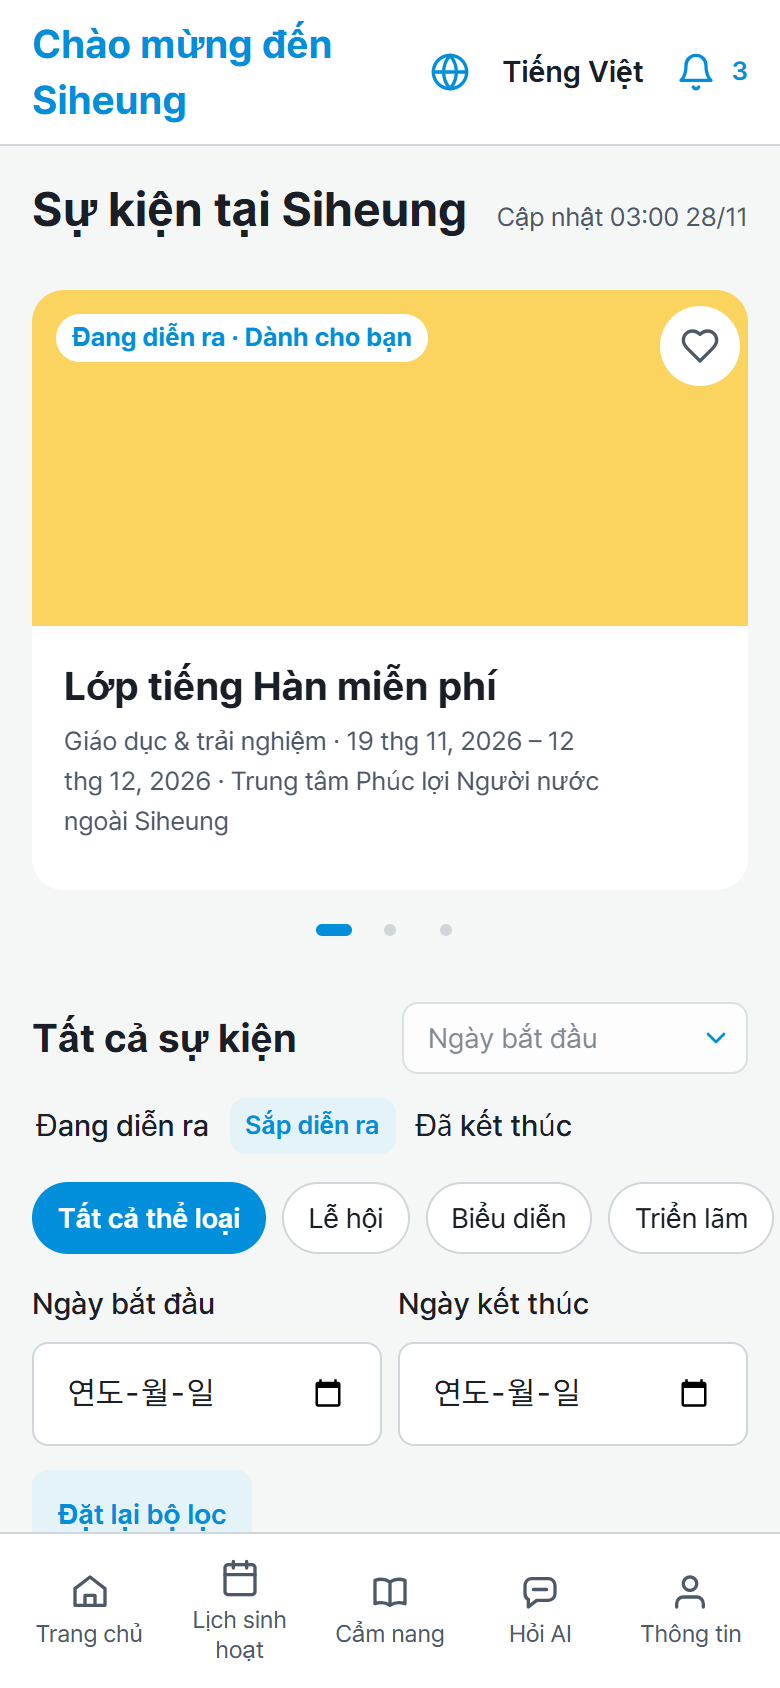 Chào mừng đến
Siheung
Tiếng Việt
3
Sự kiện tại Siheung
Cập nhật 03:00 28/11
Đang diễn ra · Dành cho bạn
Lớp tiếng Hàn miễn phí
Giáo dục & trải nghiệm · 19 thg 11, 2026 – 12
thg 12, 2026 · Trung tâm Phúc lợi Người nước
ngoài Siheung
Tất cả sự kiện
Ngày bắt đầu
Đang diễn ra
Sắp diễn ra
Đã kết thúc
Tất cả thể loại
Lễ hội
Biểu diễn
Triển lãm
Ngày bắt đầu
Ngày kết thúc
연도-월-일
연도-월-일
Đặt lại bộ lọc
Trang chủ
Lịch sinh
hoạt
Cẩm nang
Hỏi AI
Thông tin